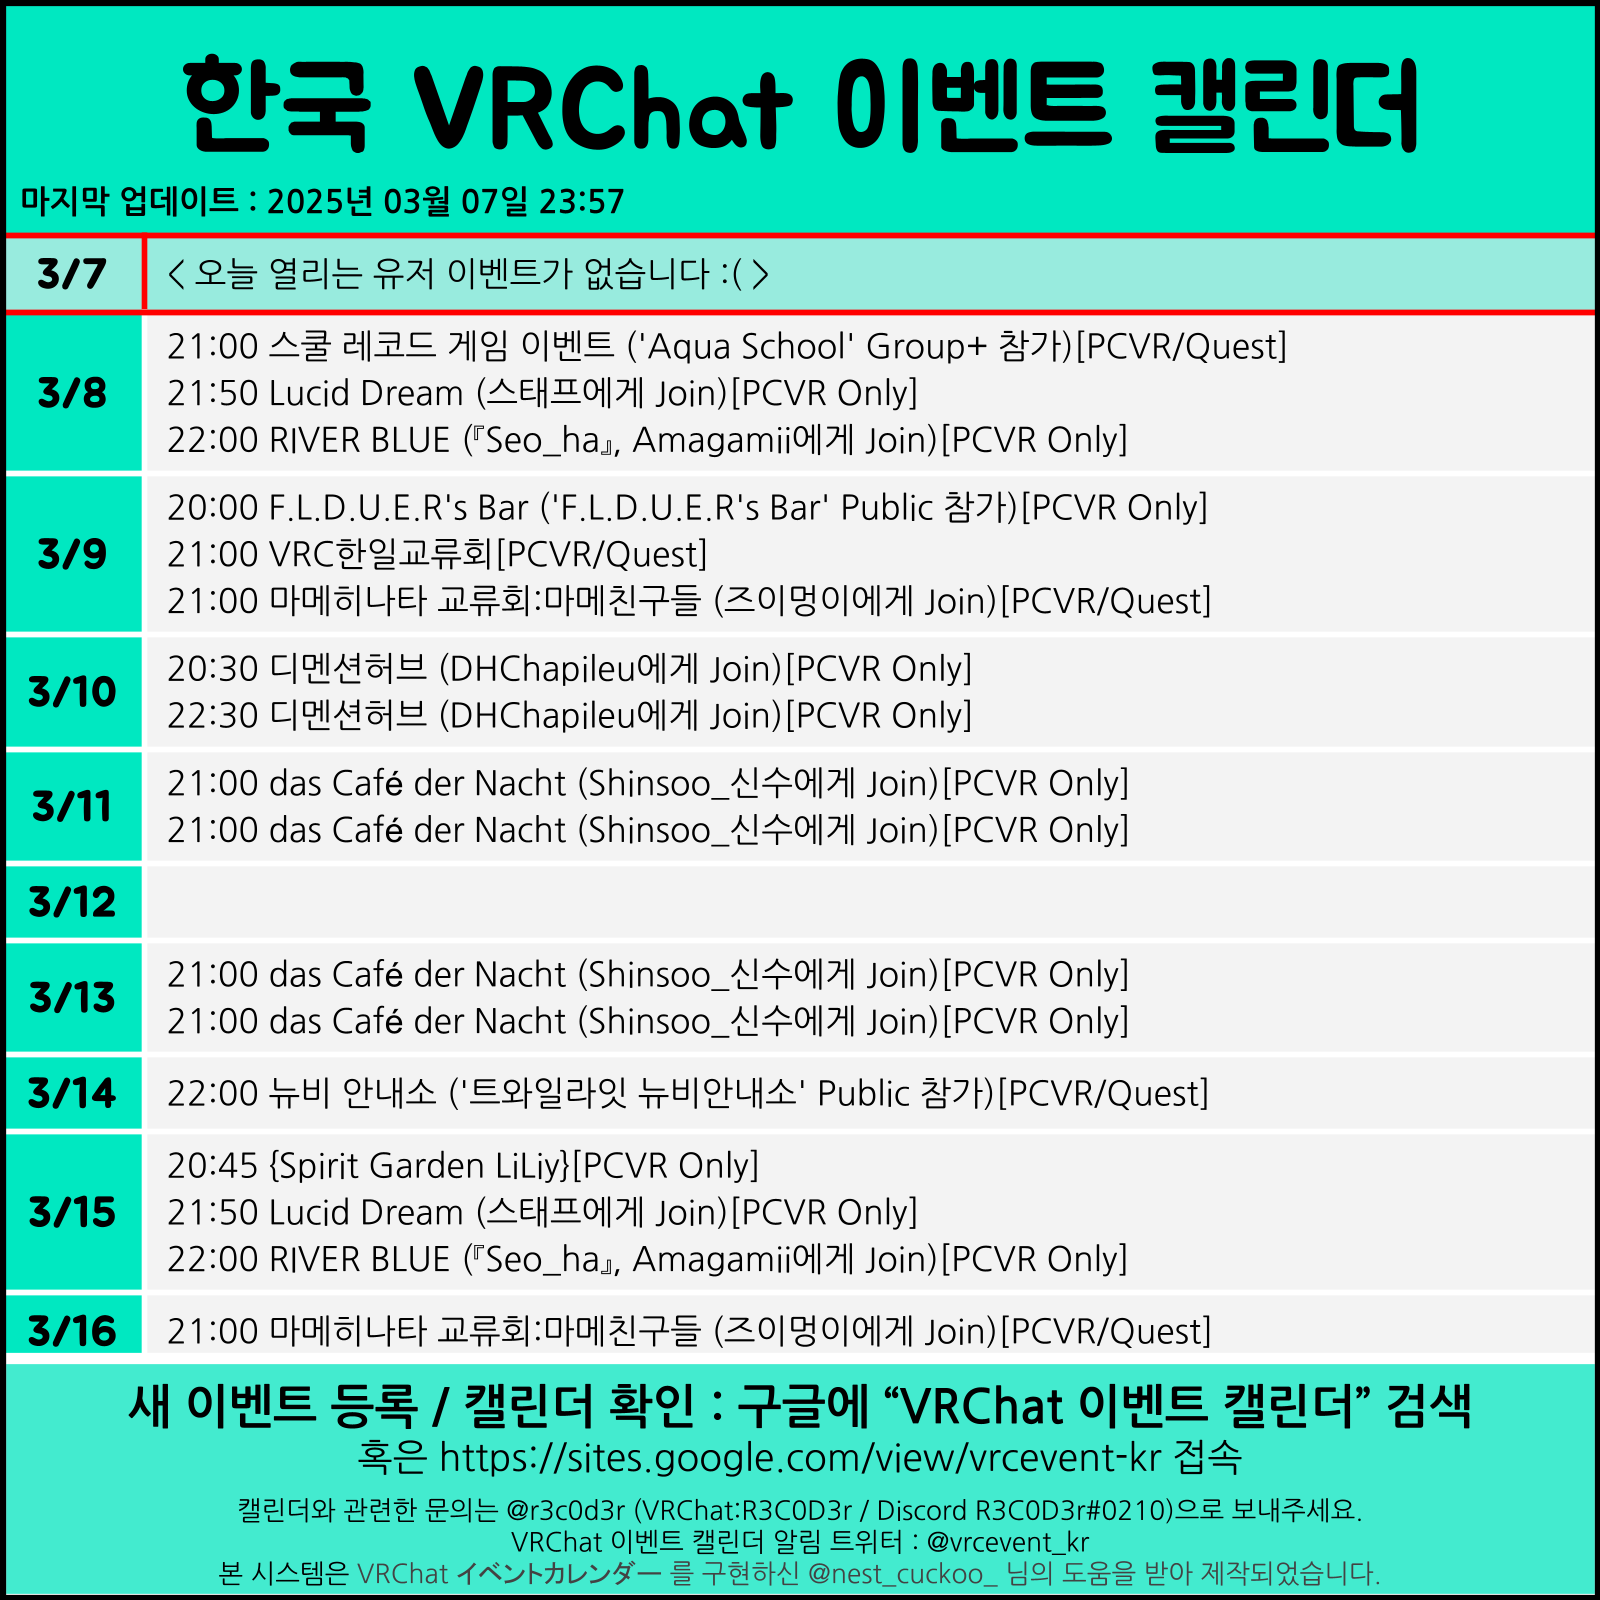 한국 VRChat 이벤트 캘린더
마지막 업데이트 : 2025년 03월 07일 23:57
3/7
< 오늘 열리는 유저 이벤트가 없습니다 :( >
3/8
21:00 스쿨 레코드 게임 이벤트 ('Aqua School' Group+ 참가)[PCVR/Quest]
21:50 Lucid Dream (스태프에게 Join)[PCVR Only]
22:00 RIVER BLUE (『Seo_ha』, Amagamii에게 Join)[PCVR Only]
3/9
20:00 F.L.D.U.E.R's Bar ('F.L.D.U.E.R's Bar' Public 참가)[PCVR Only]
21:00 VRC한일교류회[PCVR/Quest]
21:00 마메히나타 교류회:마메친구들 (즈이멍이에게 Join)[PCVR/Quest]
3/10
20:30 디멘션허브 (DHChapileu에게 Join)[PCVR Only]
22:30 디멘션허브 (DHChapileu에게 Join)[PCVR Only]
3/11
21:00 das Café der Nacht (Shinsoo_신수에게 Join)[PCVR Only]
21:00 das Café der Nacht (Shinsoo_신수에게 Join)[PCVR Only]
3/12
3/13
21:00 das Café der Nacht (Shinsoo_신수에게 Join)[PCVR Only]
21:00 das Café der Nacht (Shinsoo_신수에게 Join)[PCVR Only]
3/14
22:00 뉴비 안내소 ('트와일라잇 뉴비안내소' Public 참가)[PCVR/Quest]
3/15
20:45 {Spirit Garden LiLiy}[PCVR Only]
21:50 Lucid Dream (스태프에게 Join)[PCVR Only]
22:00 RIVER BLUE (『Seo_ha』, Amagamii에게 Join)[PCVR Only]
3/16
21:00 마메히나타 교류회:마메친구들 (즈이멍이에게 Join)[PCVR/Quest]
새 이벤트 등록 / 캘린더 확인 : 구글에 “VRChat 이벤트 캘린더” 검색
혹은 https://sites.google.com/view/vrcevent-kr 접속
캘린더와 관련한 문의는 @r3c0d3r (VRChat:R3C0D3r / Discord R3C0D3r#0210)으로 보내주세요.
VRChat 이벤트 캘린더 알림 트위터 : @vrcevent_kr
본 시스템은 VRChat イベントカレンダー 를 구현하신 @nest_cuckoo_ 님의 도움을 받아 제작되었습니다.